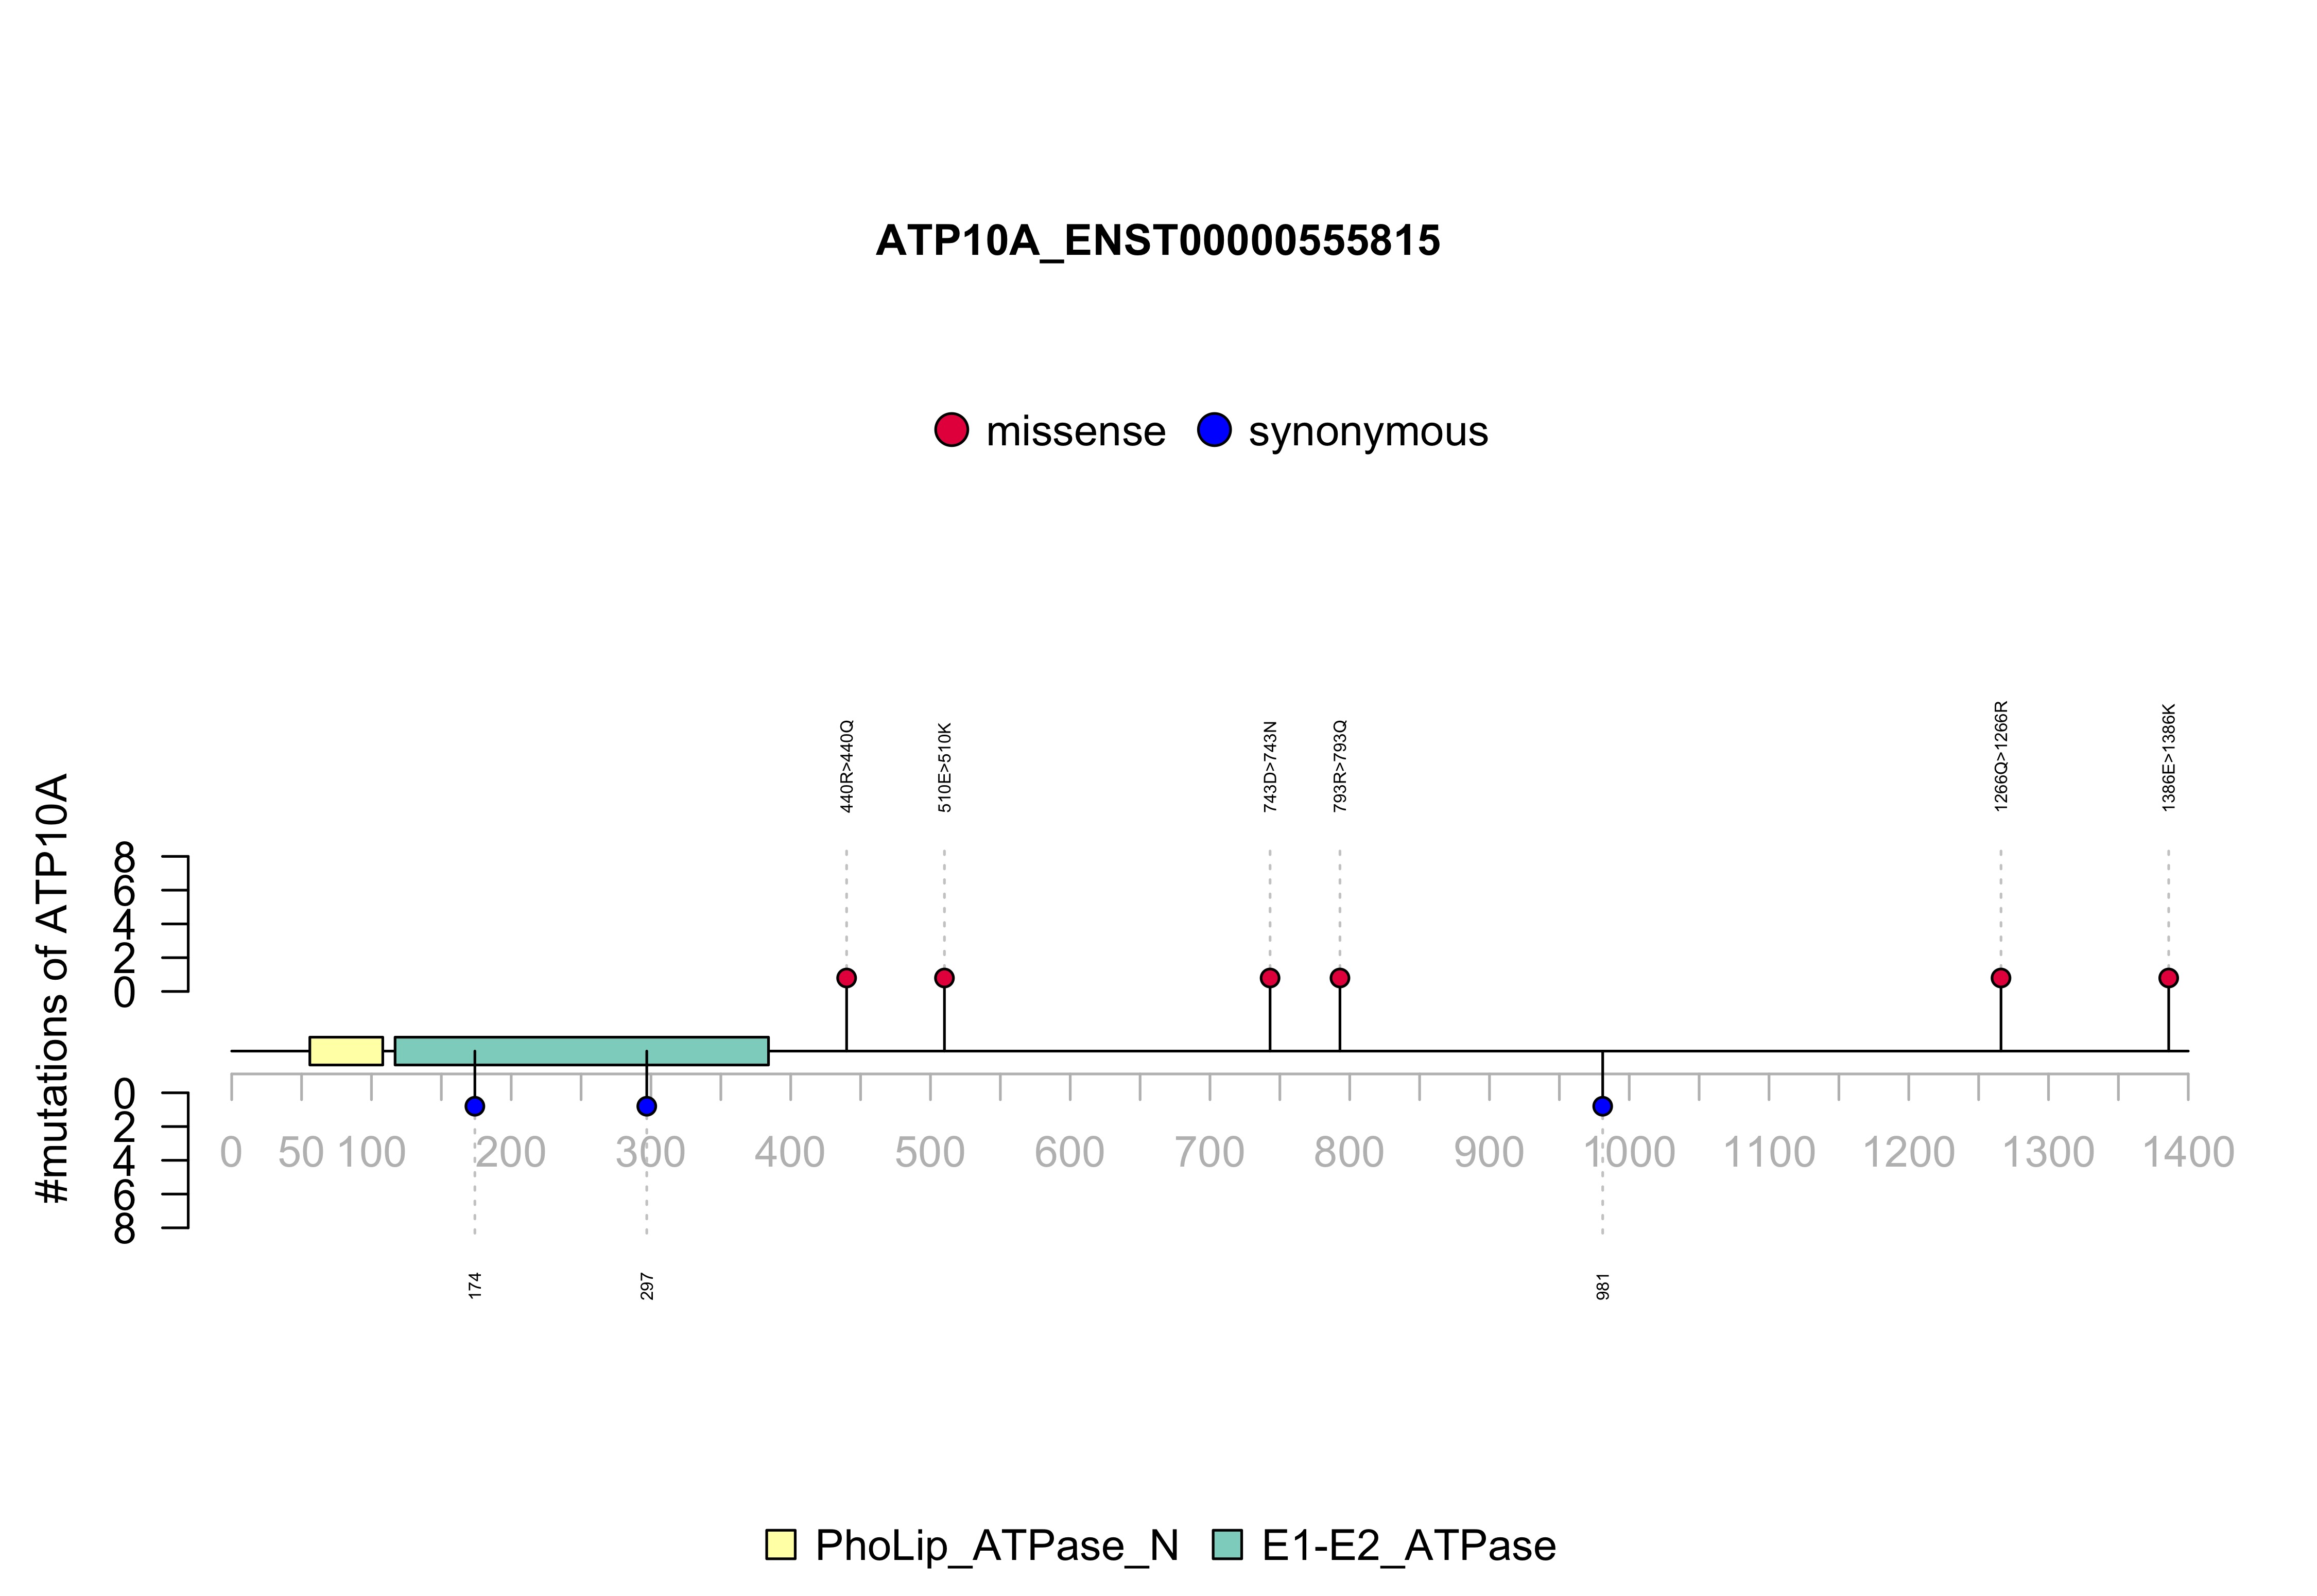 ATP10A_ENST00000555815
missense synonymous
440R>440Q
510E>510K
743D>743N
793R>793Q
1266Q>1266R
1386E>1386K
#mutations of ATP10A
8
6
4
2
0
0
2
4
6
8
0 50 100 200 300 400 500 600 700 800 900 1000 1100 1200 1300 1400
174
297
981
PhoLip_ATPase_N E1-E2_ATPase